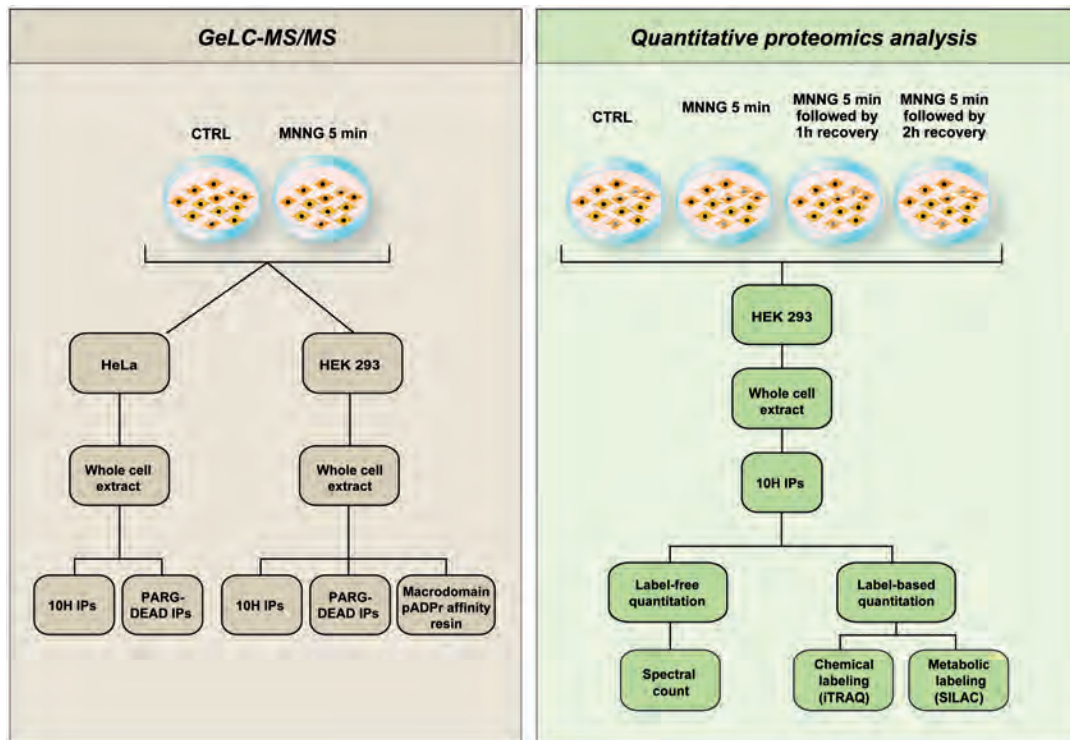 GeLC-MS/MS
CTRL
MNNG 5 min
HeLa
HEK 293
Whole cell
extract
Whole cell
extract
10H IPs
PARG-
DEAD IPs
10H IPs
PARG-
DEAD IPs
Macrodomain
pADPr affinity
resin
Quantitative proteomics analysis
CTRL
MNNG 5 min
MNNG 5 min
followed by
1h recovery
MNNG 5 min
followed by
2h recovery
HEK 293
Whole cell
extract
10H IPs
Label-free
quantitation
Label-based
quantitation
Spectral
count
Chemical
labeling
(iTRAQ)
Metabolic
labeling
(SILAC)